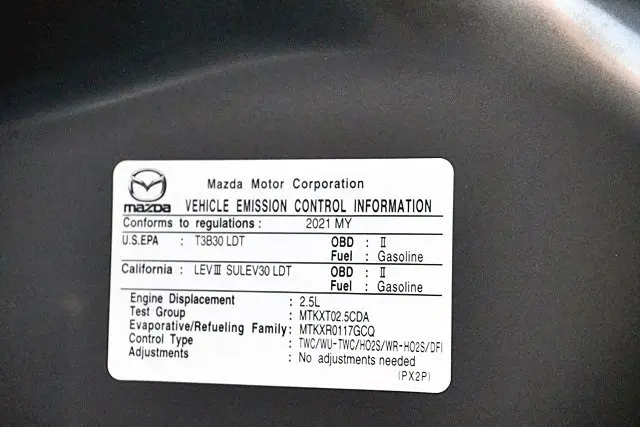 Mazda Motor Corporation
mazda VEHICLE EMISSION CONTROL INFORMATION
Conforms to regulations : 2021 MY
U.S.EPA : T3B30 LDT OBD : II
Fuel : Gasoline
California : LEVIII SULEV30 LDT OBD : II
Fuel : Gasoline
Engine Displacement : 2.5L
Test Group : MTKXT02.5CDA
Evaporative/Refueling Family: MTKXR0117GCQ
Control Type : TWC/WU-TWC/HO2S/WR-HO2S/DFI
Adjustments : No adjustments needed
(PX2P)